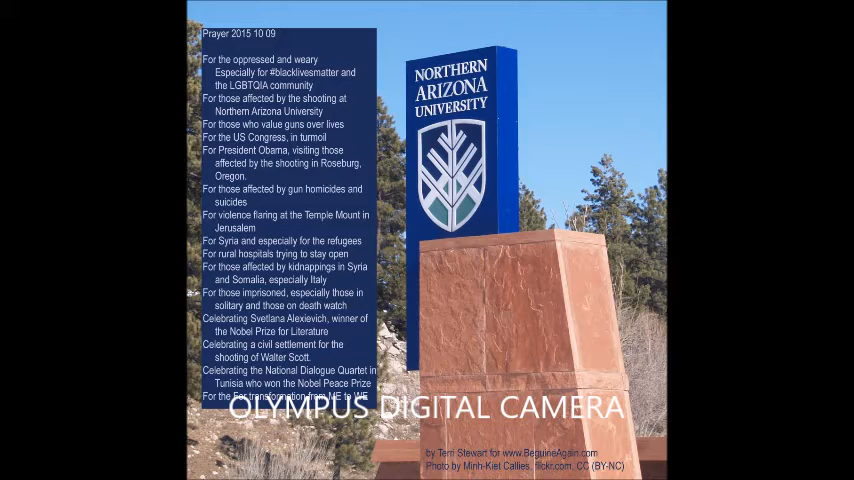 Prayer 2015 10 09
For the oppressed and weary
Especially for #blacklivesmatter and
the LGBTQIA community
For those affected by the shooting at
Northern Arizona University
For those who value guns over lives
For the US Congress, in turmoil
For President Obama, visiting those
affected by the shooting in Roseburg,
Oregon.
For those affected by gun homicides and
suicides
For violence flaring at the Temple Mount in
Jerusalem
For Syria and especially for the refugees
For rural hospitals trying to stay open
For those affected by kidnappings in Syria
and Somalia, especially Italy
For those imprisoned, especially those in
solitary and those on death watch
Celebrating Svetlana Alexievich, winner of
the Nobel Prize for Literature
Celebrating a civil settlement for the
shooting of Walter Scott.
Celebrating the National Dialogue Quartet in
Tunisia who won the Nobel Peace Prize
For the For transformation from ME to WE
OLYMPUS DIGITAL CAMERA
NORTHERN
ARIZONA
UNIVERSITY
by Terri Stewart for www.BeguineAgain.com
Photo by Minh-Kiet Callies, flickr.com, CC (BY-NC)